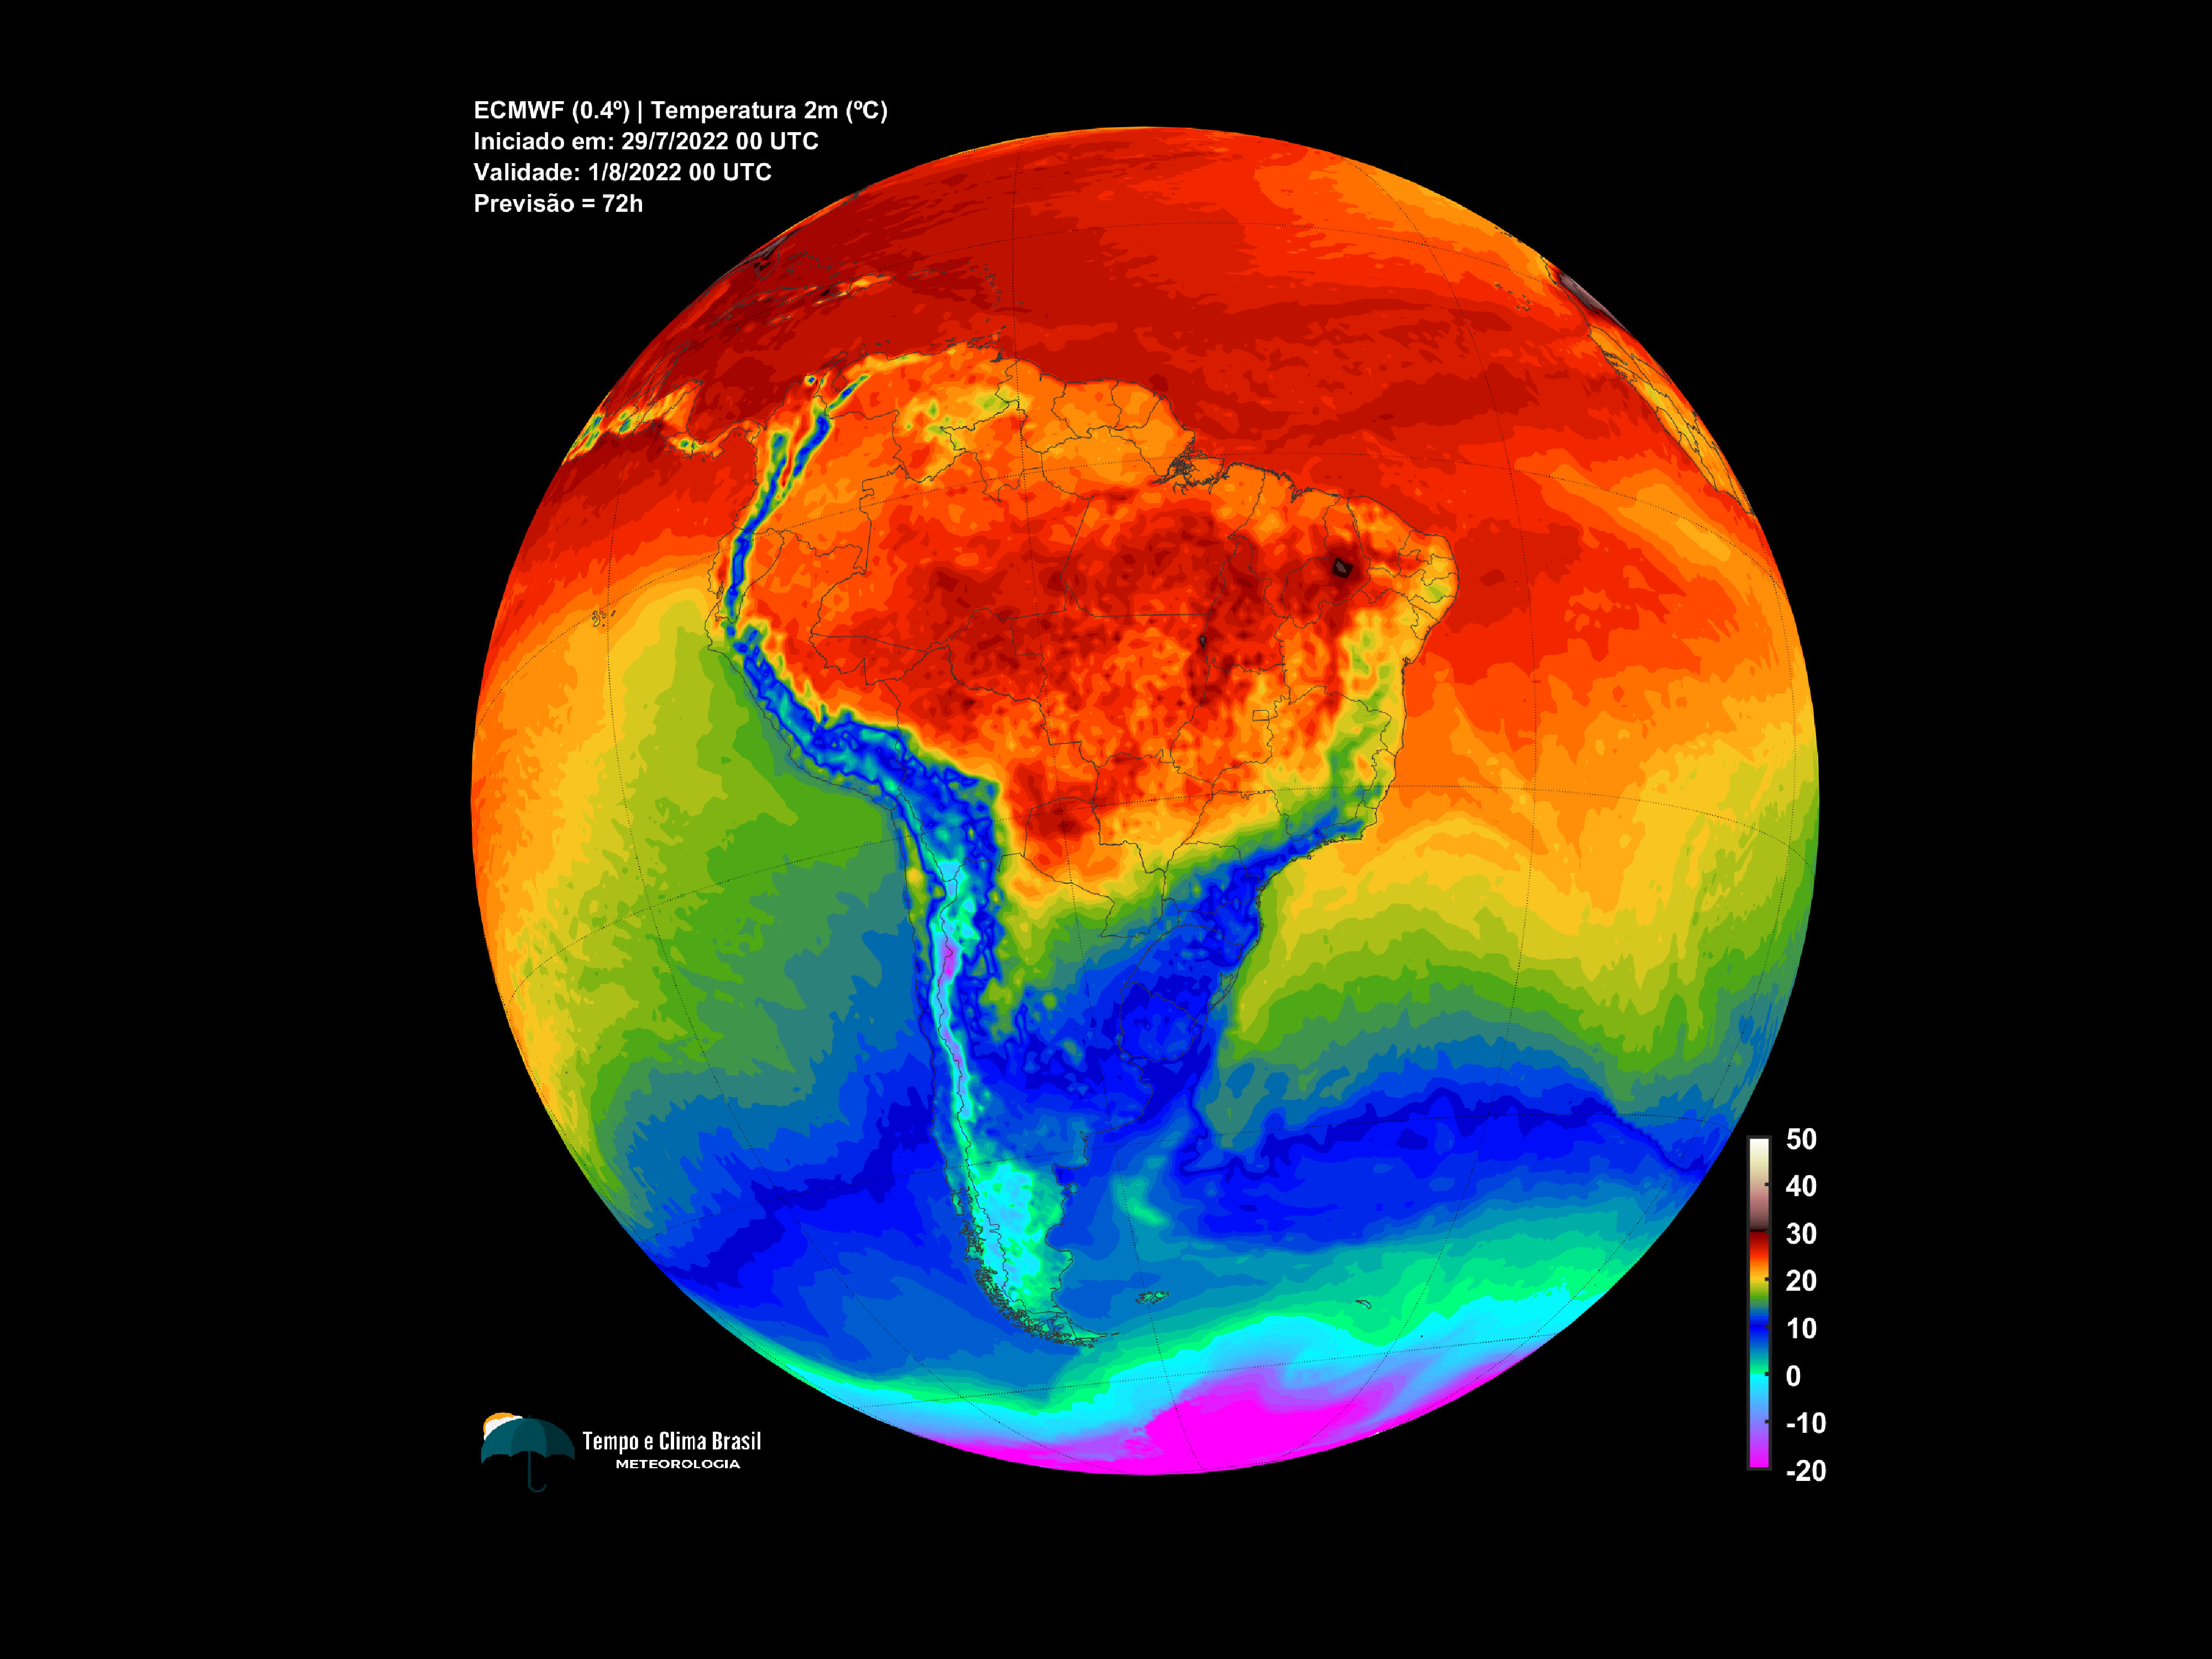 ECMWF (0.4º) | Temperatura 2m (ºC)
Iniciado em: 29/7/2022 00 UTC
Validade: 1/8/2022 00 UTC
Previsão = 72h
50
40
30
20
10
0
-10
-20
Tempo e Clima Brasil
METEOROLOGIA